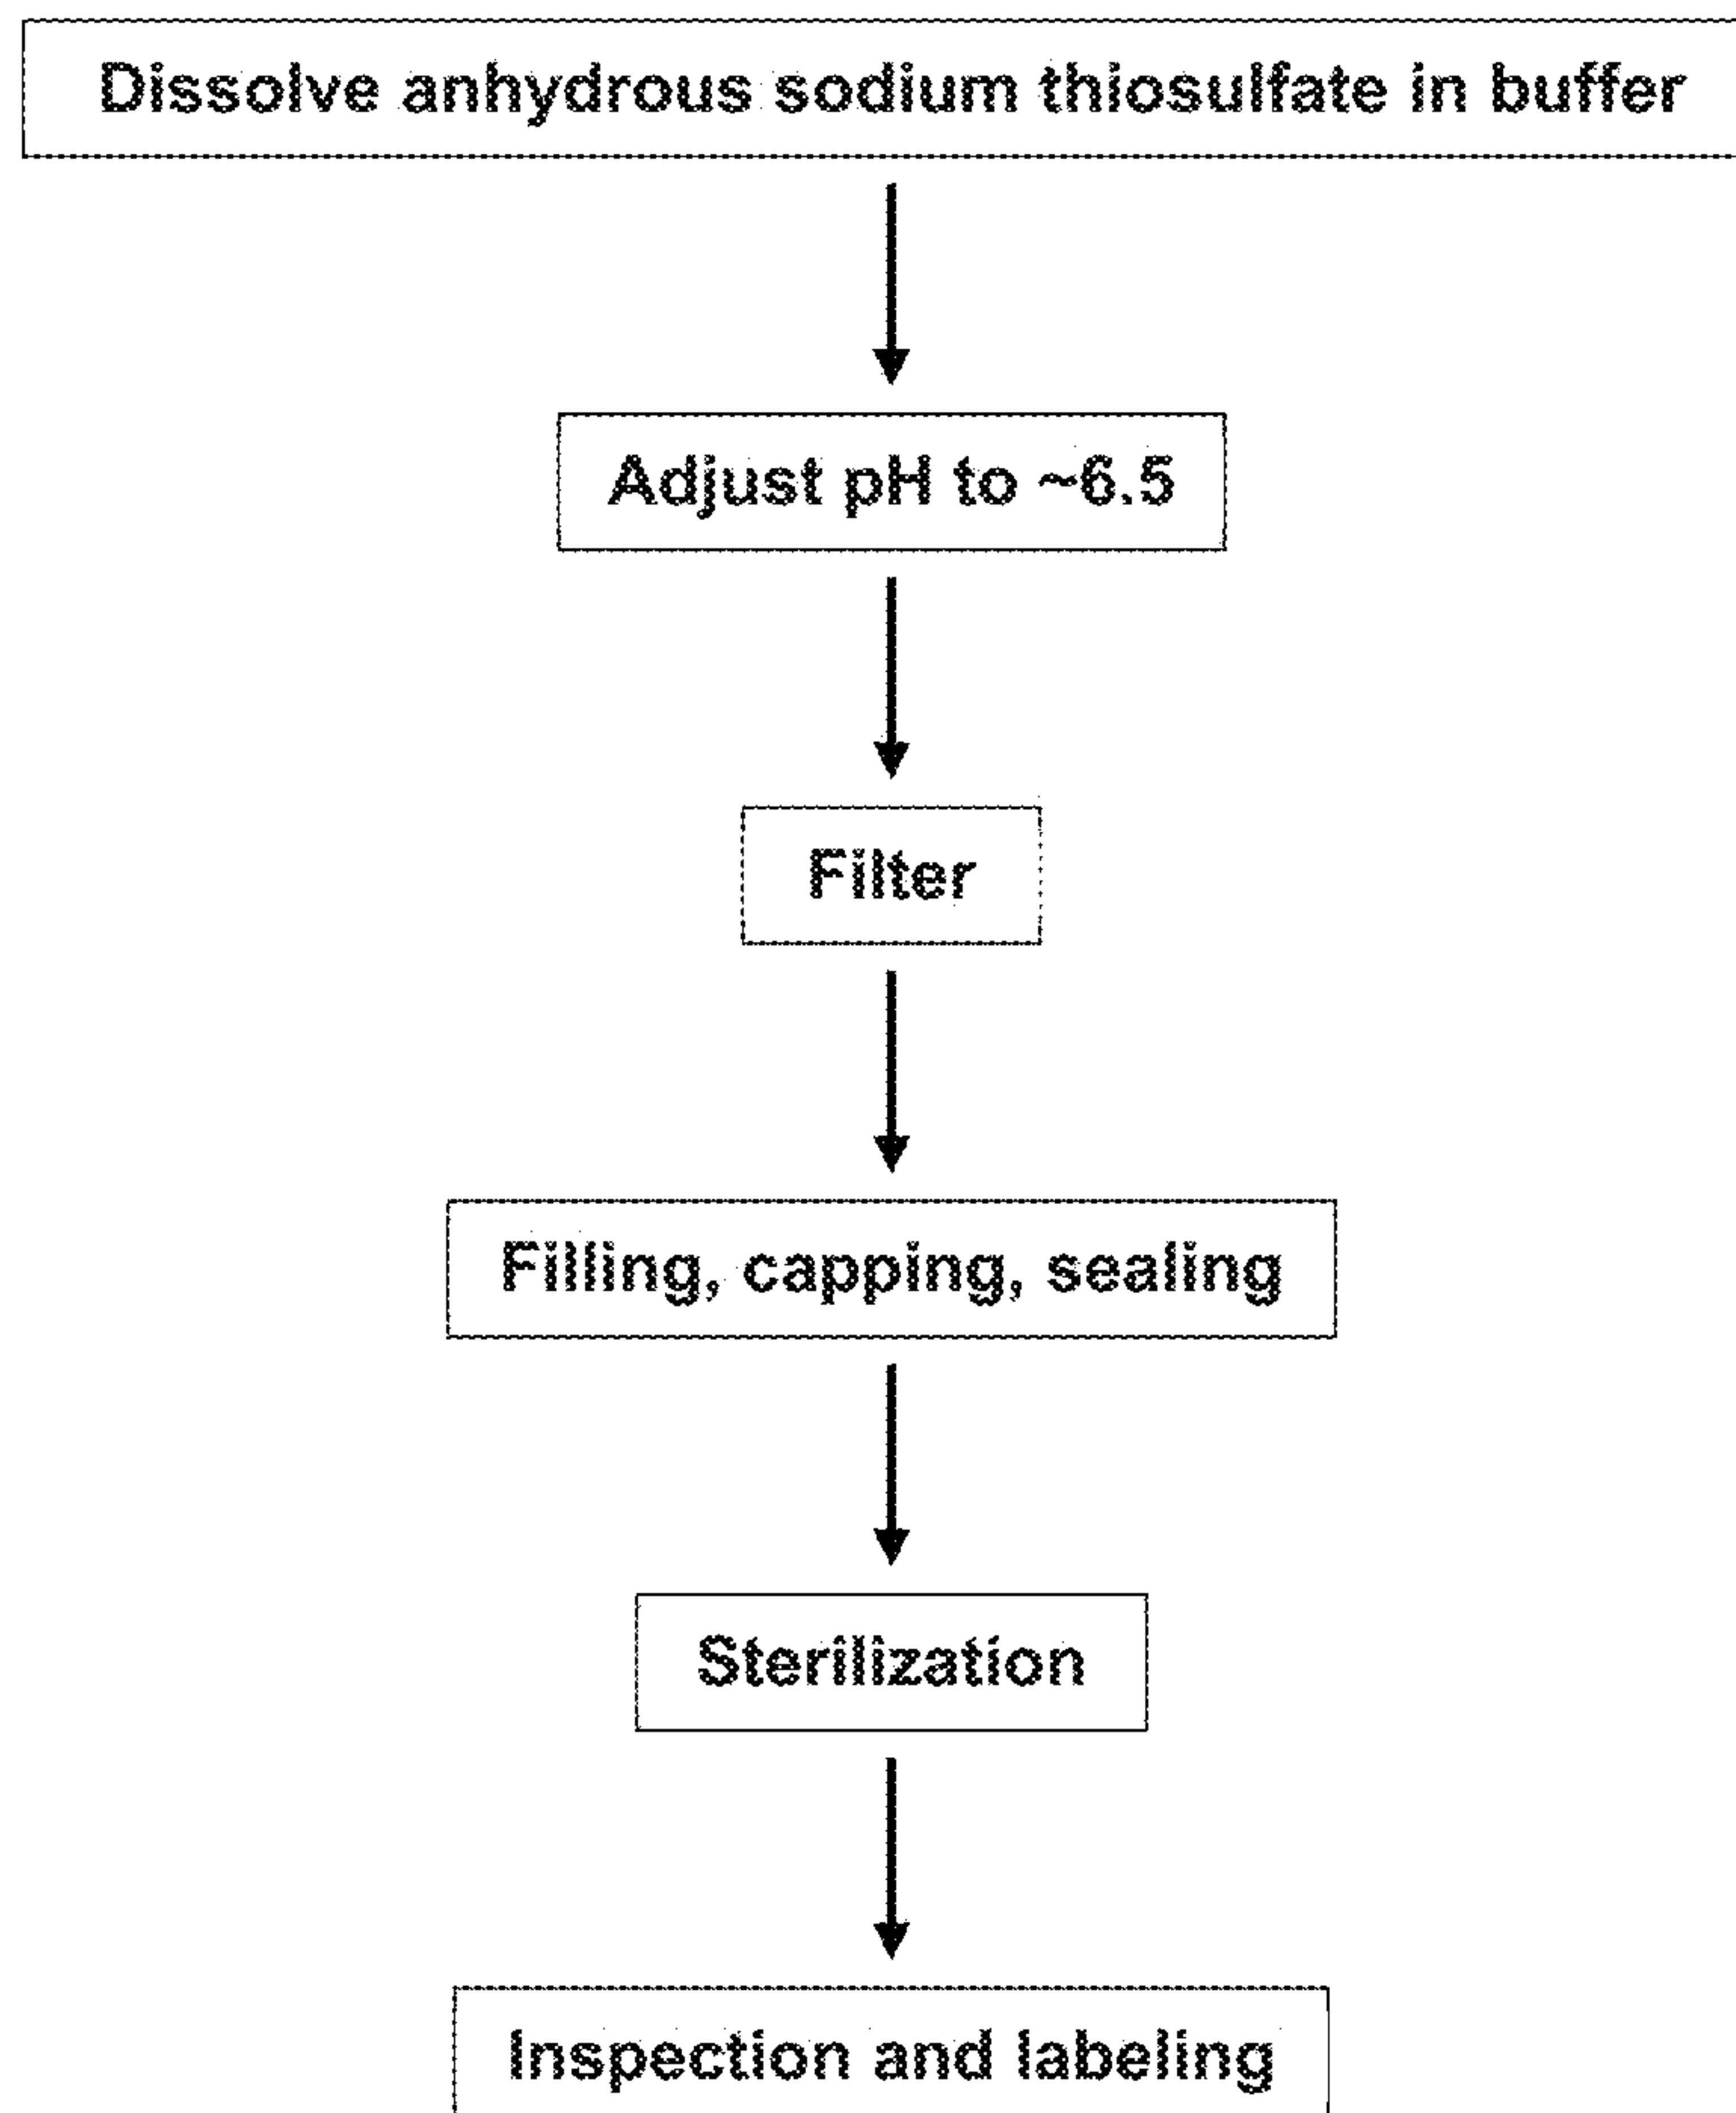 Dissolve anhydrous sodium thiosulfate in buffer
Adjust pH to ~6.5
Filter
Filling, capping, sealing
Sterilization
Inspection and labeling